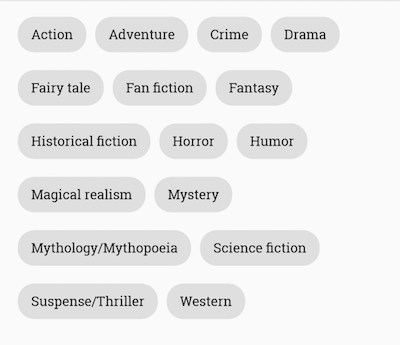 Action Adventure Crime Drama
Fairy tale Fan fiction Fantasy
Historical fiction Horror Humor
Magical realism Mystery
Mythology/Mythopoeia Science fiction
Suspense/Thriller Western